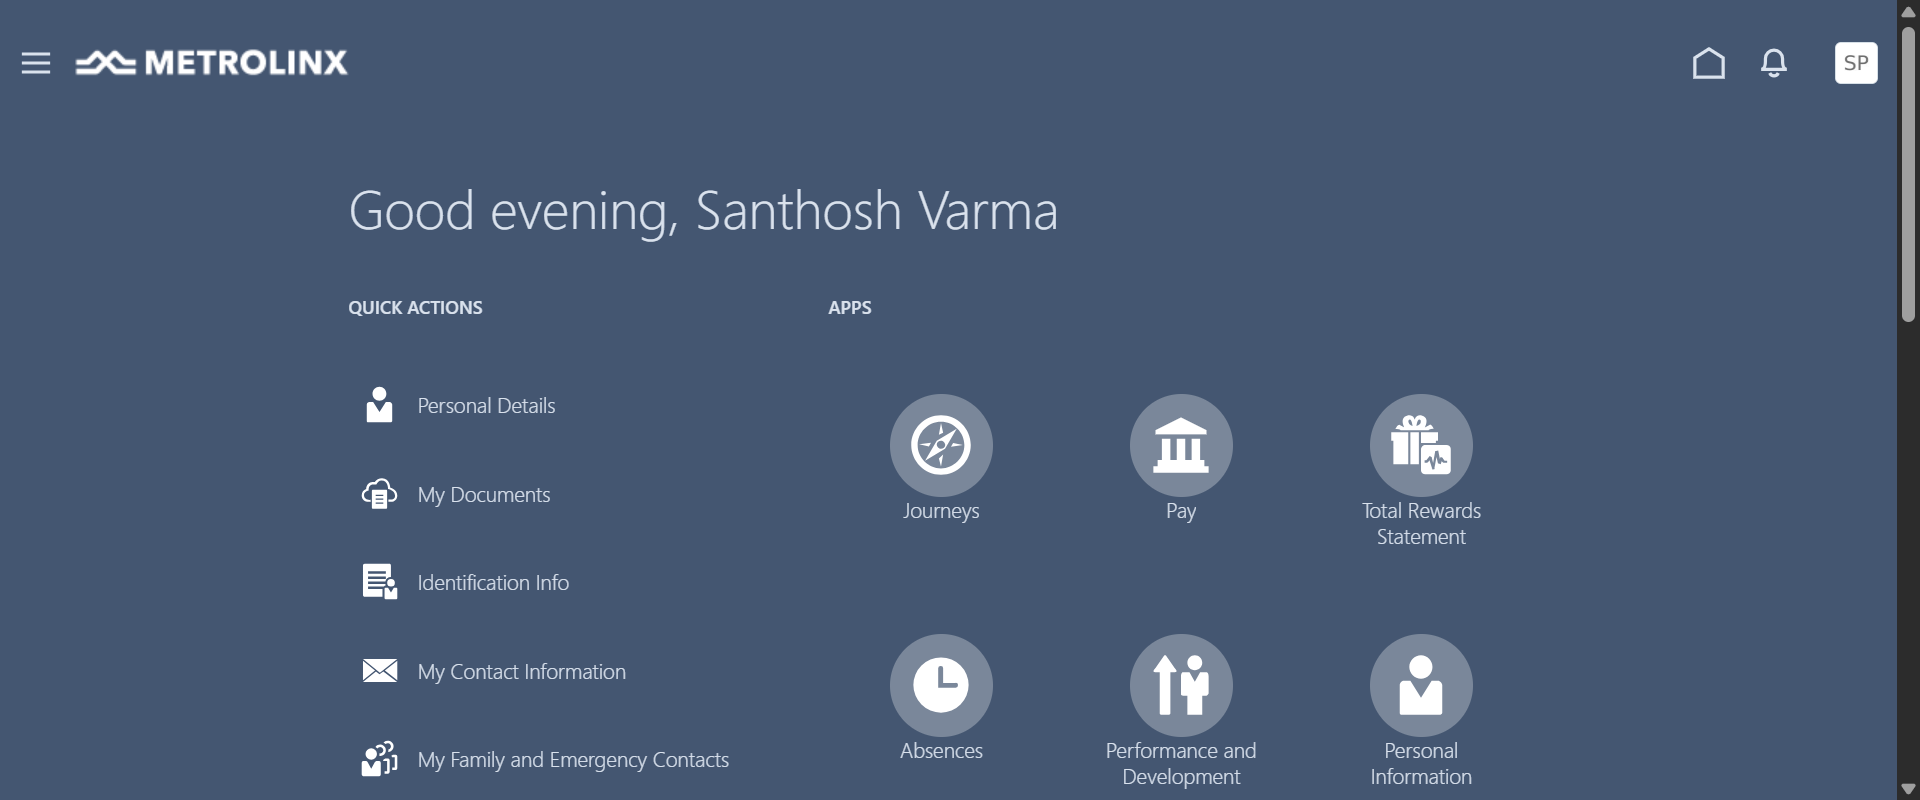 METROLINX
SP
Good evening, Santhosh Varma
QUICK ACTIONS
Personal Details
My Documents
Identification Info
My Contact Information
My Family and Emergency Contacts
APPS
Journeys
Pay
Total Rewards
Statement
Absences
Performance and
Development
Personal
Information